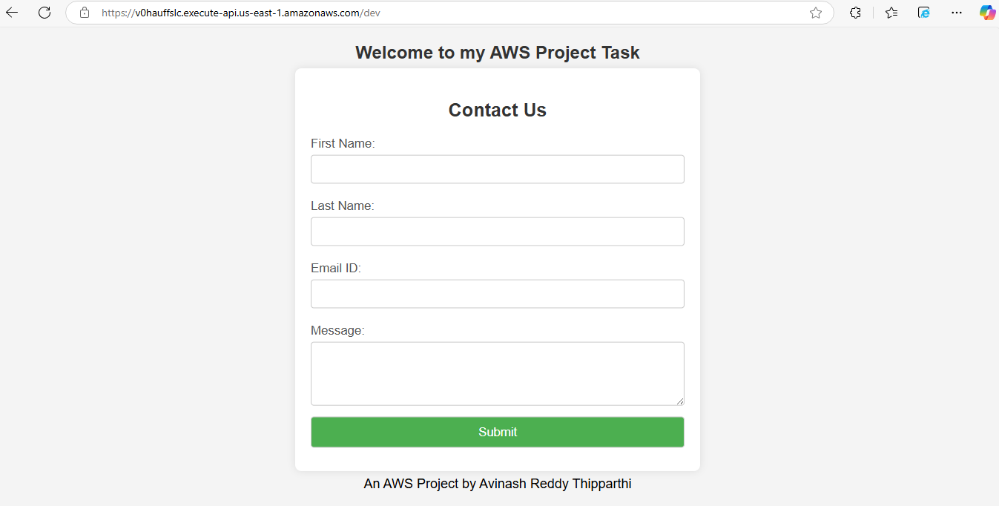 https://v0hauffslc.execute-api.us-east-1.amazonaws.com/dev
Welcome to my AWS Project Task
Contact Us
First Name:
Last Name:
Email ID:
Message:
Submit
An AWS Project by Avinash Reddy Thipparthi